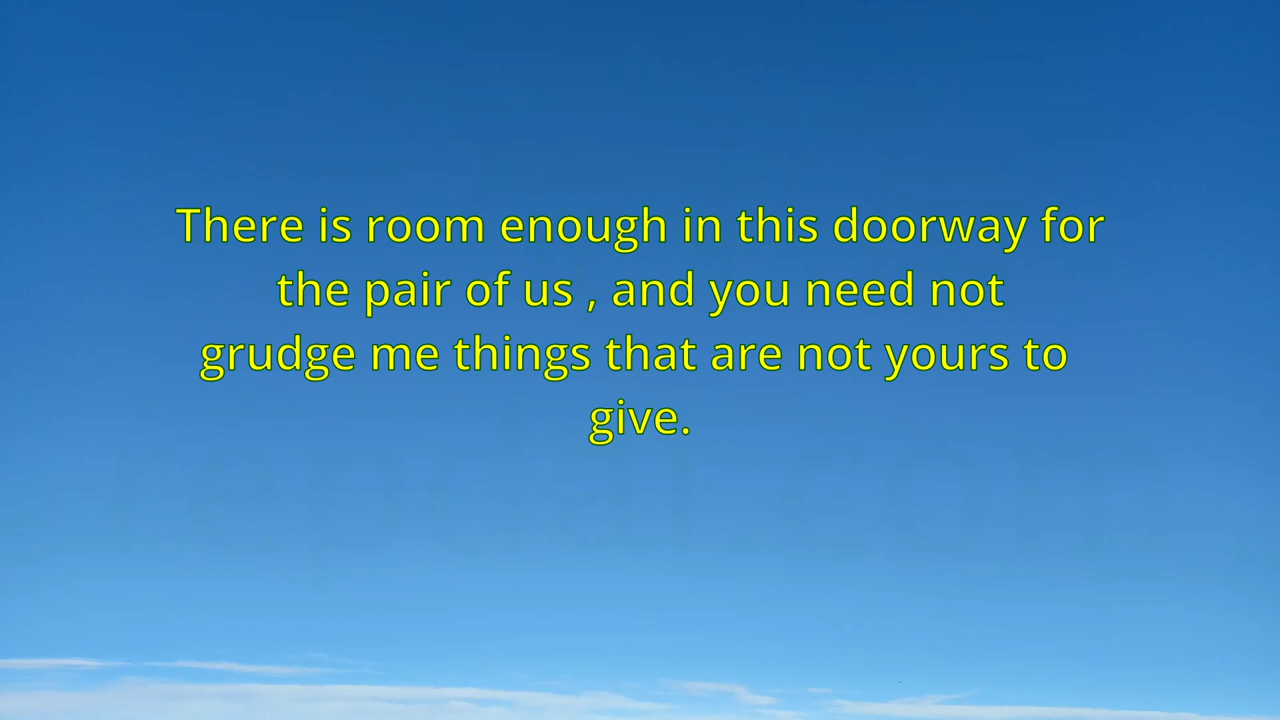 There is room enough in this doorway for
the pair of us , and you need not
grudge me things that are not yours to
give.